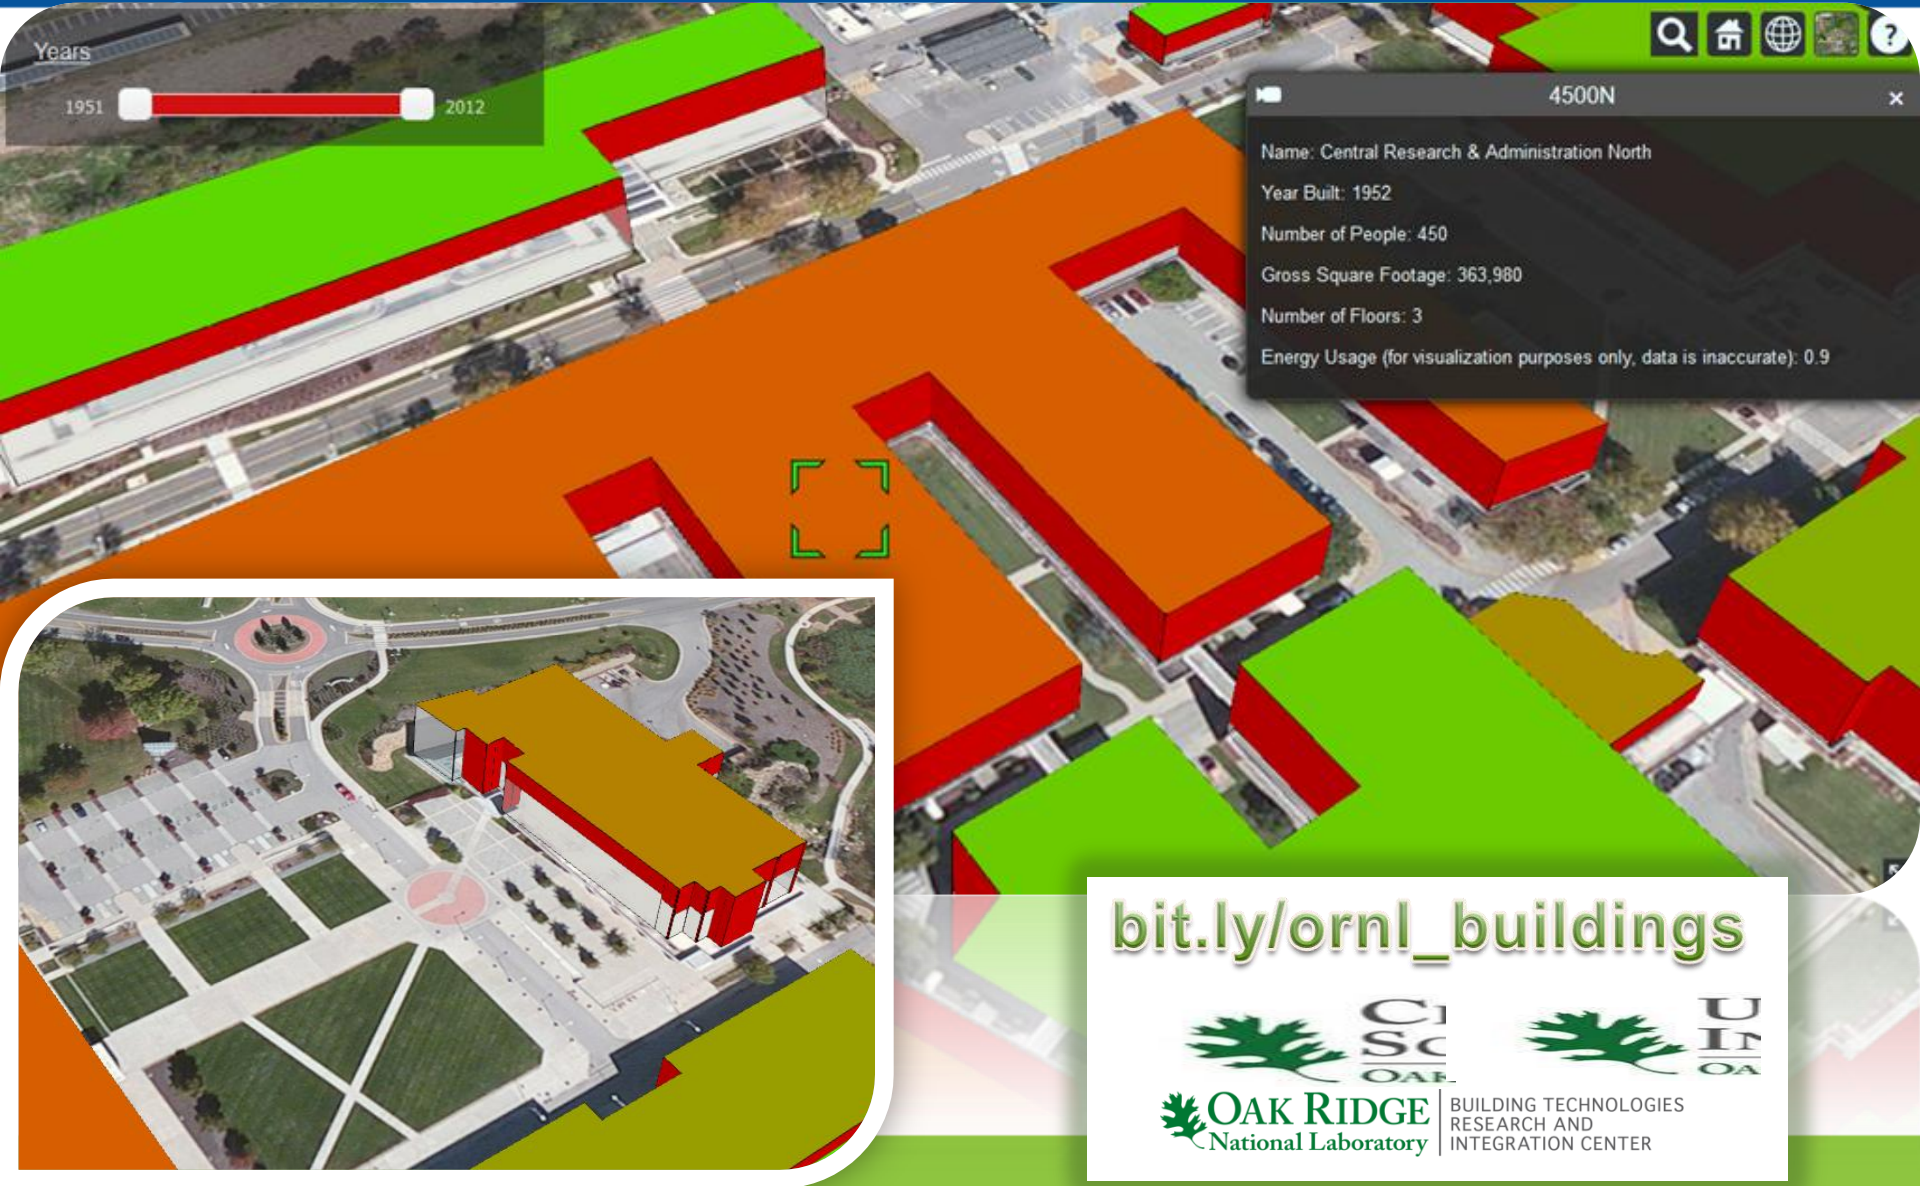 Years
1951
2012
?
4500N
×
Name: Central Research & Administration North
Year Built: 1952
Number of People: 450
Gross Square Footage: 363,980
Number of Floors: 3
Energy Usage (for visualization purposes only, data is inaccurate): 0.9
bit.ly/ornl_buildings
OAK RIDGE
National Laboratory
BUILDING TECHNOLOGIES
RESEARCH AND
INTEGRATION CENTER